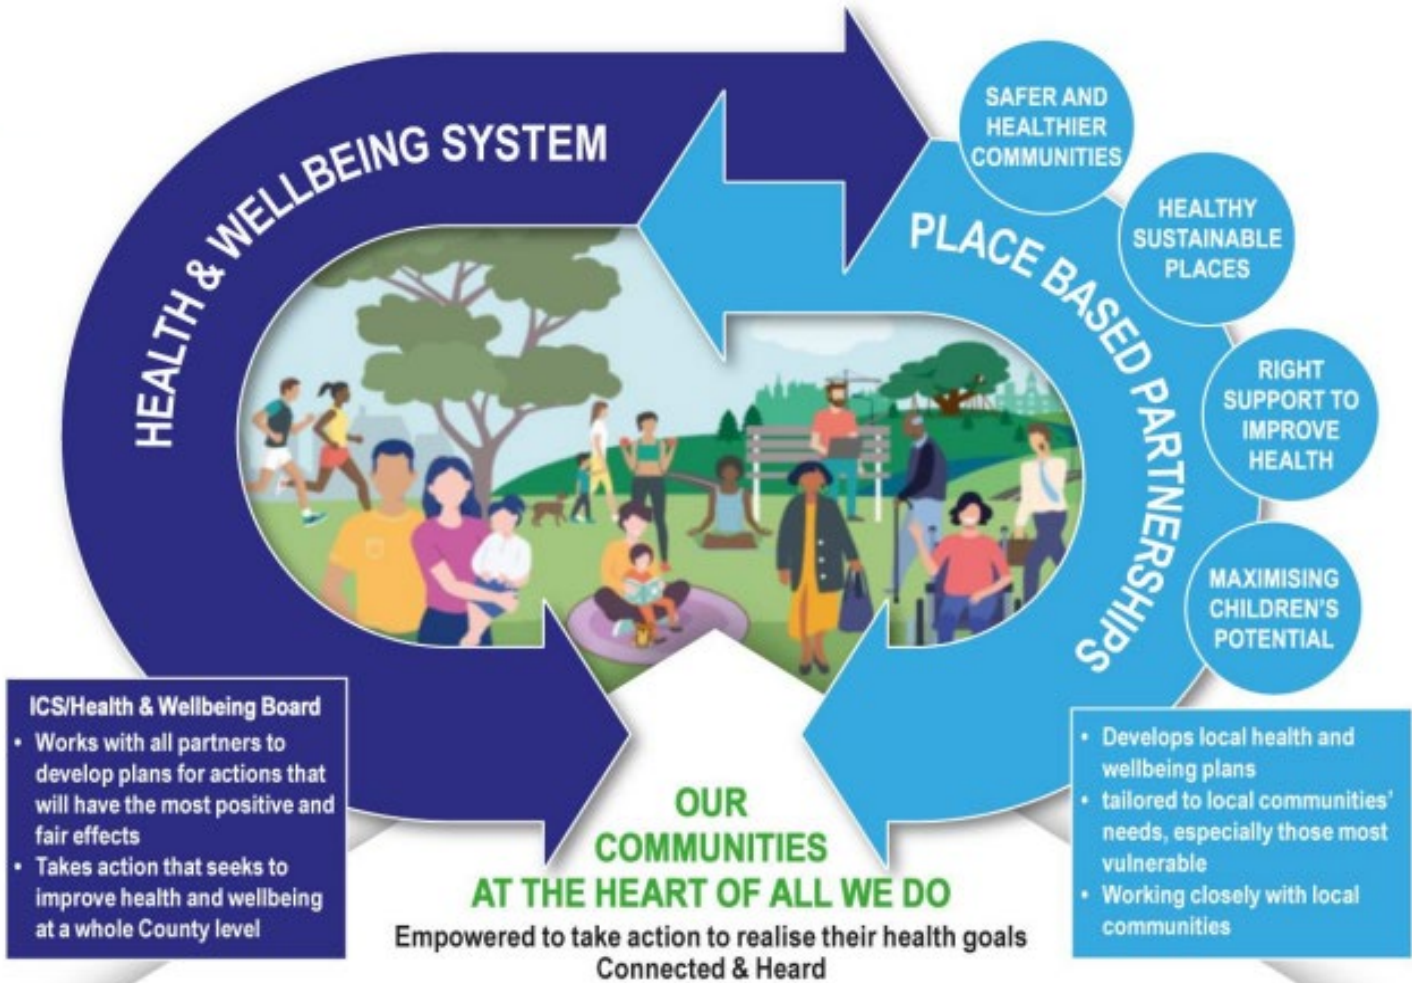 HEALTH & WELLBEING SYSTEM
PLACE BASED PARTNERSHIPS
SAFER AND
HEALTHIER
COMMUNITIES
HEALTHY
SUSTAINABLE
PLACES
RIGHT
SUPPORT TO
IMPROVE
HEALTH
MAXIMISING
CHILDREN'S
POTENTIAL
ICS/Health & Wellbeing Board
• Works with all partners to
develop plans for actions that
will have the most positive and
fair effects
• Takes action that seeks to
improve health and wellbeing
at a whole County level
OUR
COMMUNITIES
AT THE HEART OF ALL WE DO
Empowered to take action to realise their health goals
Connected & Heard
• Develops local health and
wellbeing plans
• tailored to local communities'
needs, especially those most
vulnerable
• Working closely with local
communities